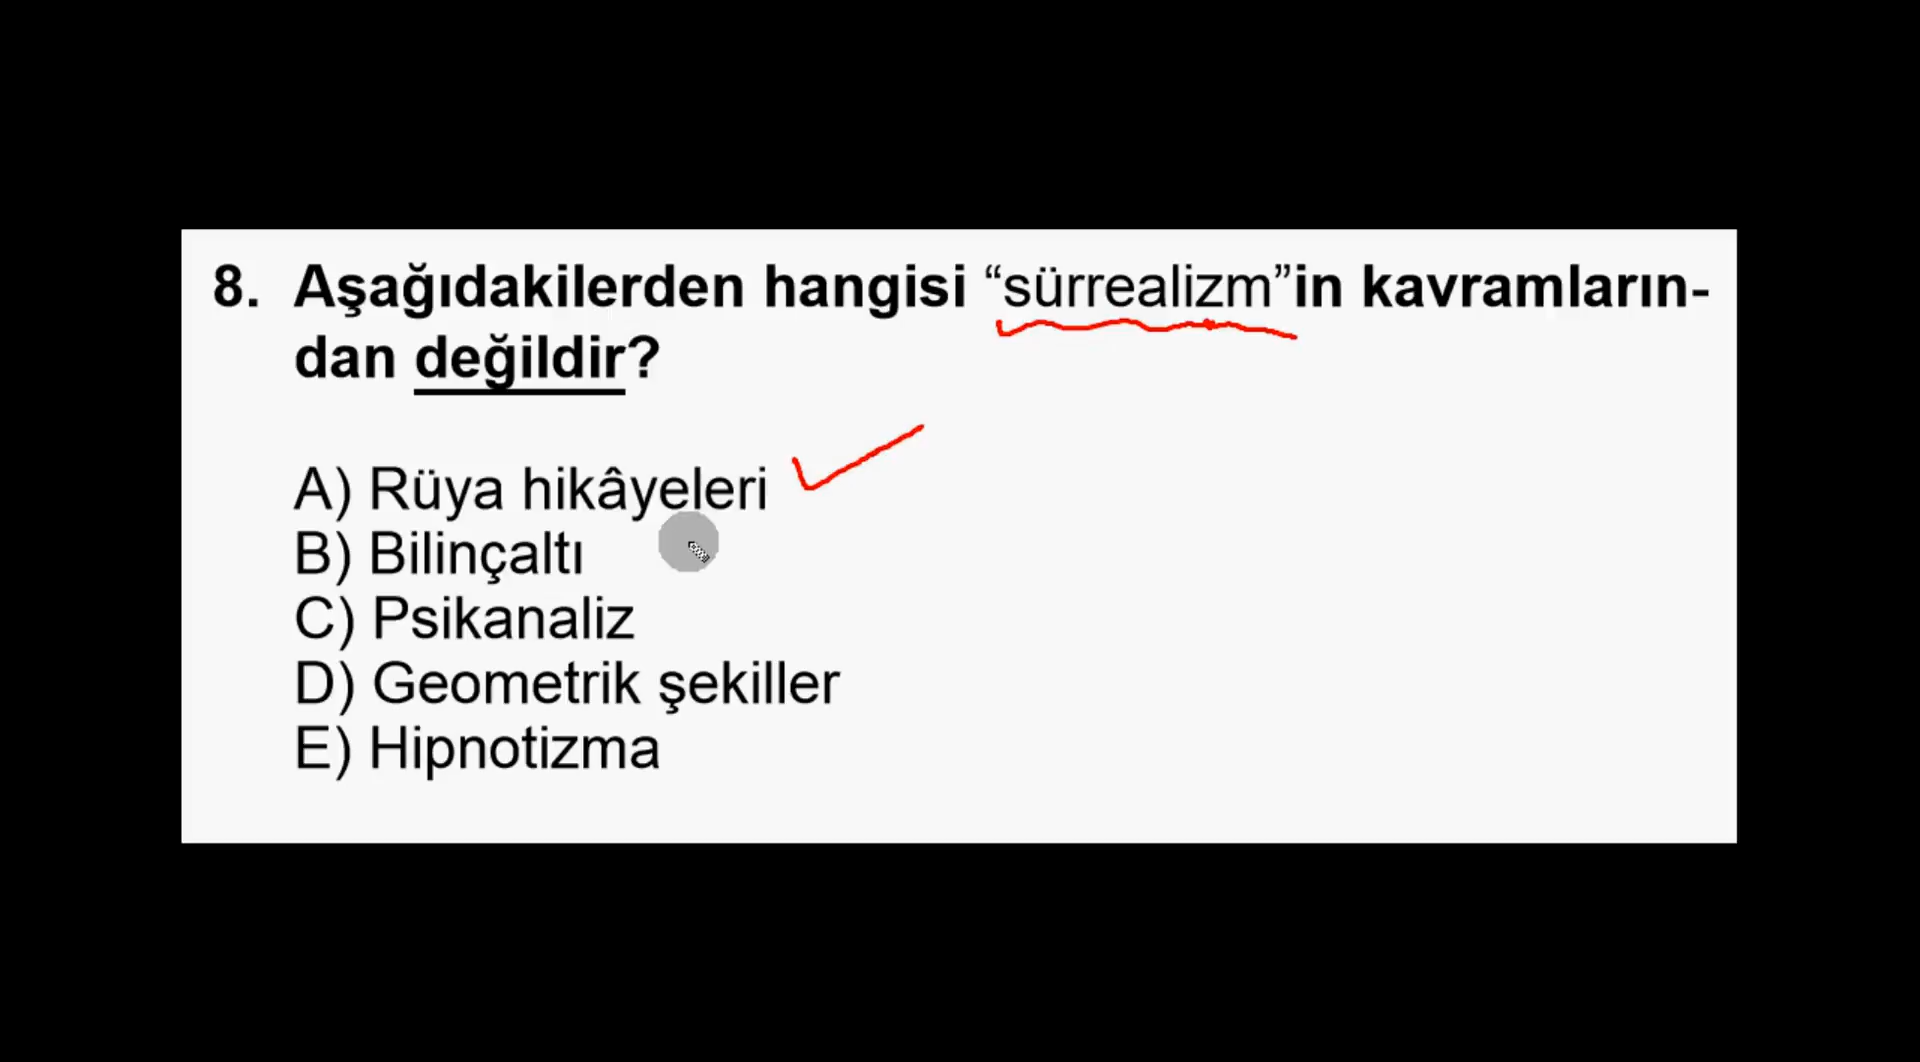 8. Aşağıdakilerden hangisi “sürrealizm”in kavramların-
dan değildir?
A) Rüya hikâyeleri
B) Bilinçaltı
C) Psikanaliz
D) Geometrik şekiller
E) Hipnotizma